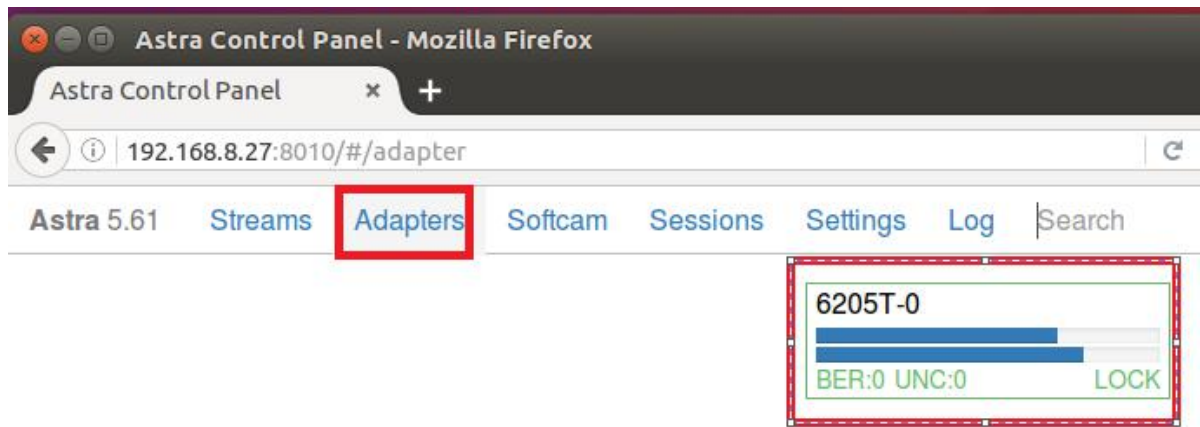 Astra Control Panel - Mozilla Firefox
Astra Control Panel × +
192.168.8.27:8010/#/adapter
Astra 5.61 Streams Adapters Softcam Sessions Settings Log Search
6205T-0
BER:0 UNC:0 LOCK